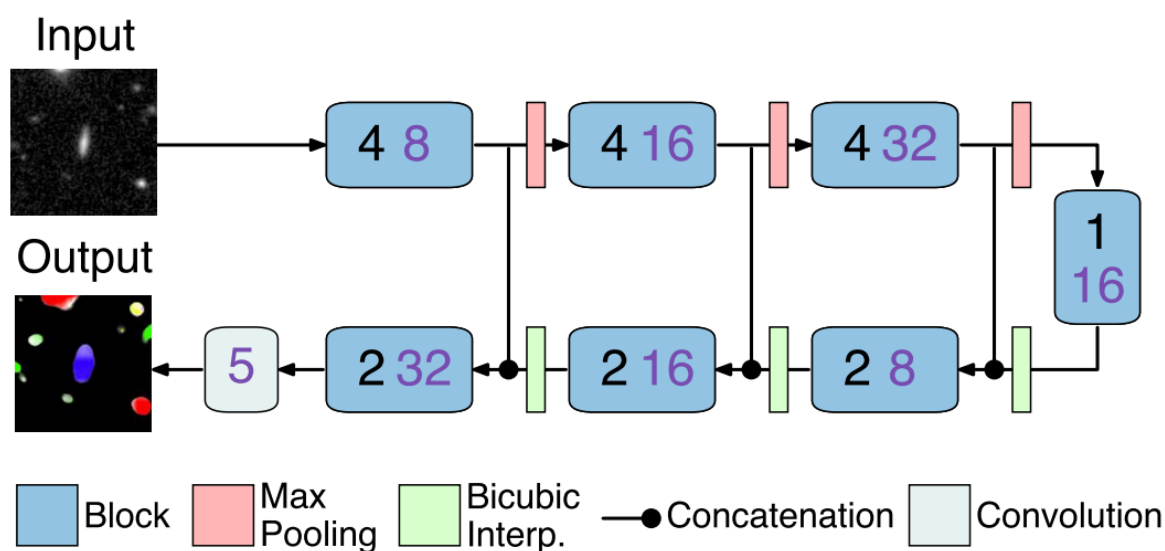 Input
4 8
4 16
4 32
1
16
Output
5
2 32
2 16
2 8
Block
Max
Pooling
Bicubic
Interp.
Concatenation
Convolution